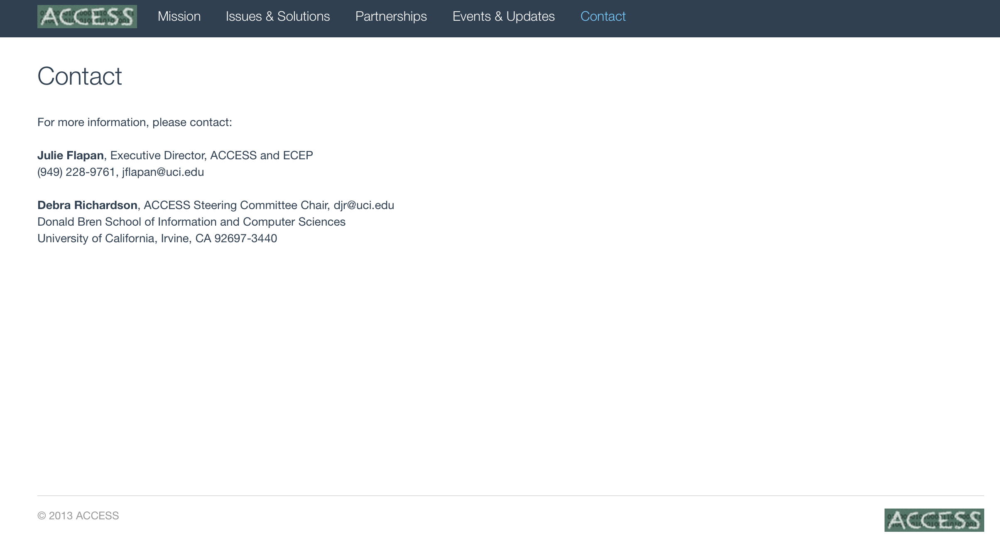 ACCESS
Mission
Issues & Solutions
Partnerships
Events & Updates
Contact
Contact
For more information, please contact:
Julie Flapan, Executive Director, ACCESS and ECEP
(949) 228-9761, jflapan@uci.edu
Debra Richardson, ACCESS Steering Committee Chair, djr@uci.edu
Donald Bren School of Information and Computer Sciences
University of California, Irvine, CA 92697-3440
© 2013 ACCESS
ACCESS